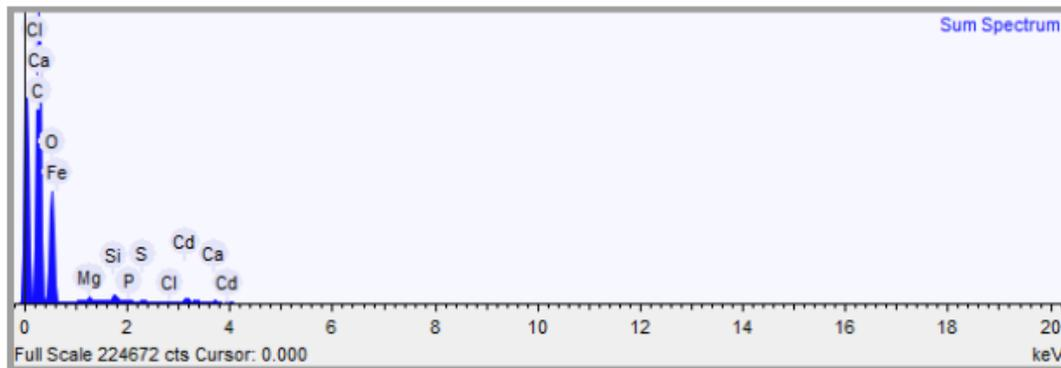 Sum Spectrum
Cl
Ca
C
O
Fe
Mg
Si
P
S
Cl
Cd
Ca
Cd
0 2 4 6 8 10 12 14 16 18 20
Full Scale 224672 cts Cursor: 0.000 keV